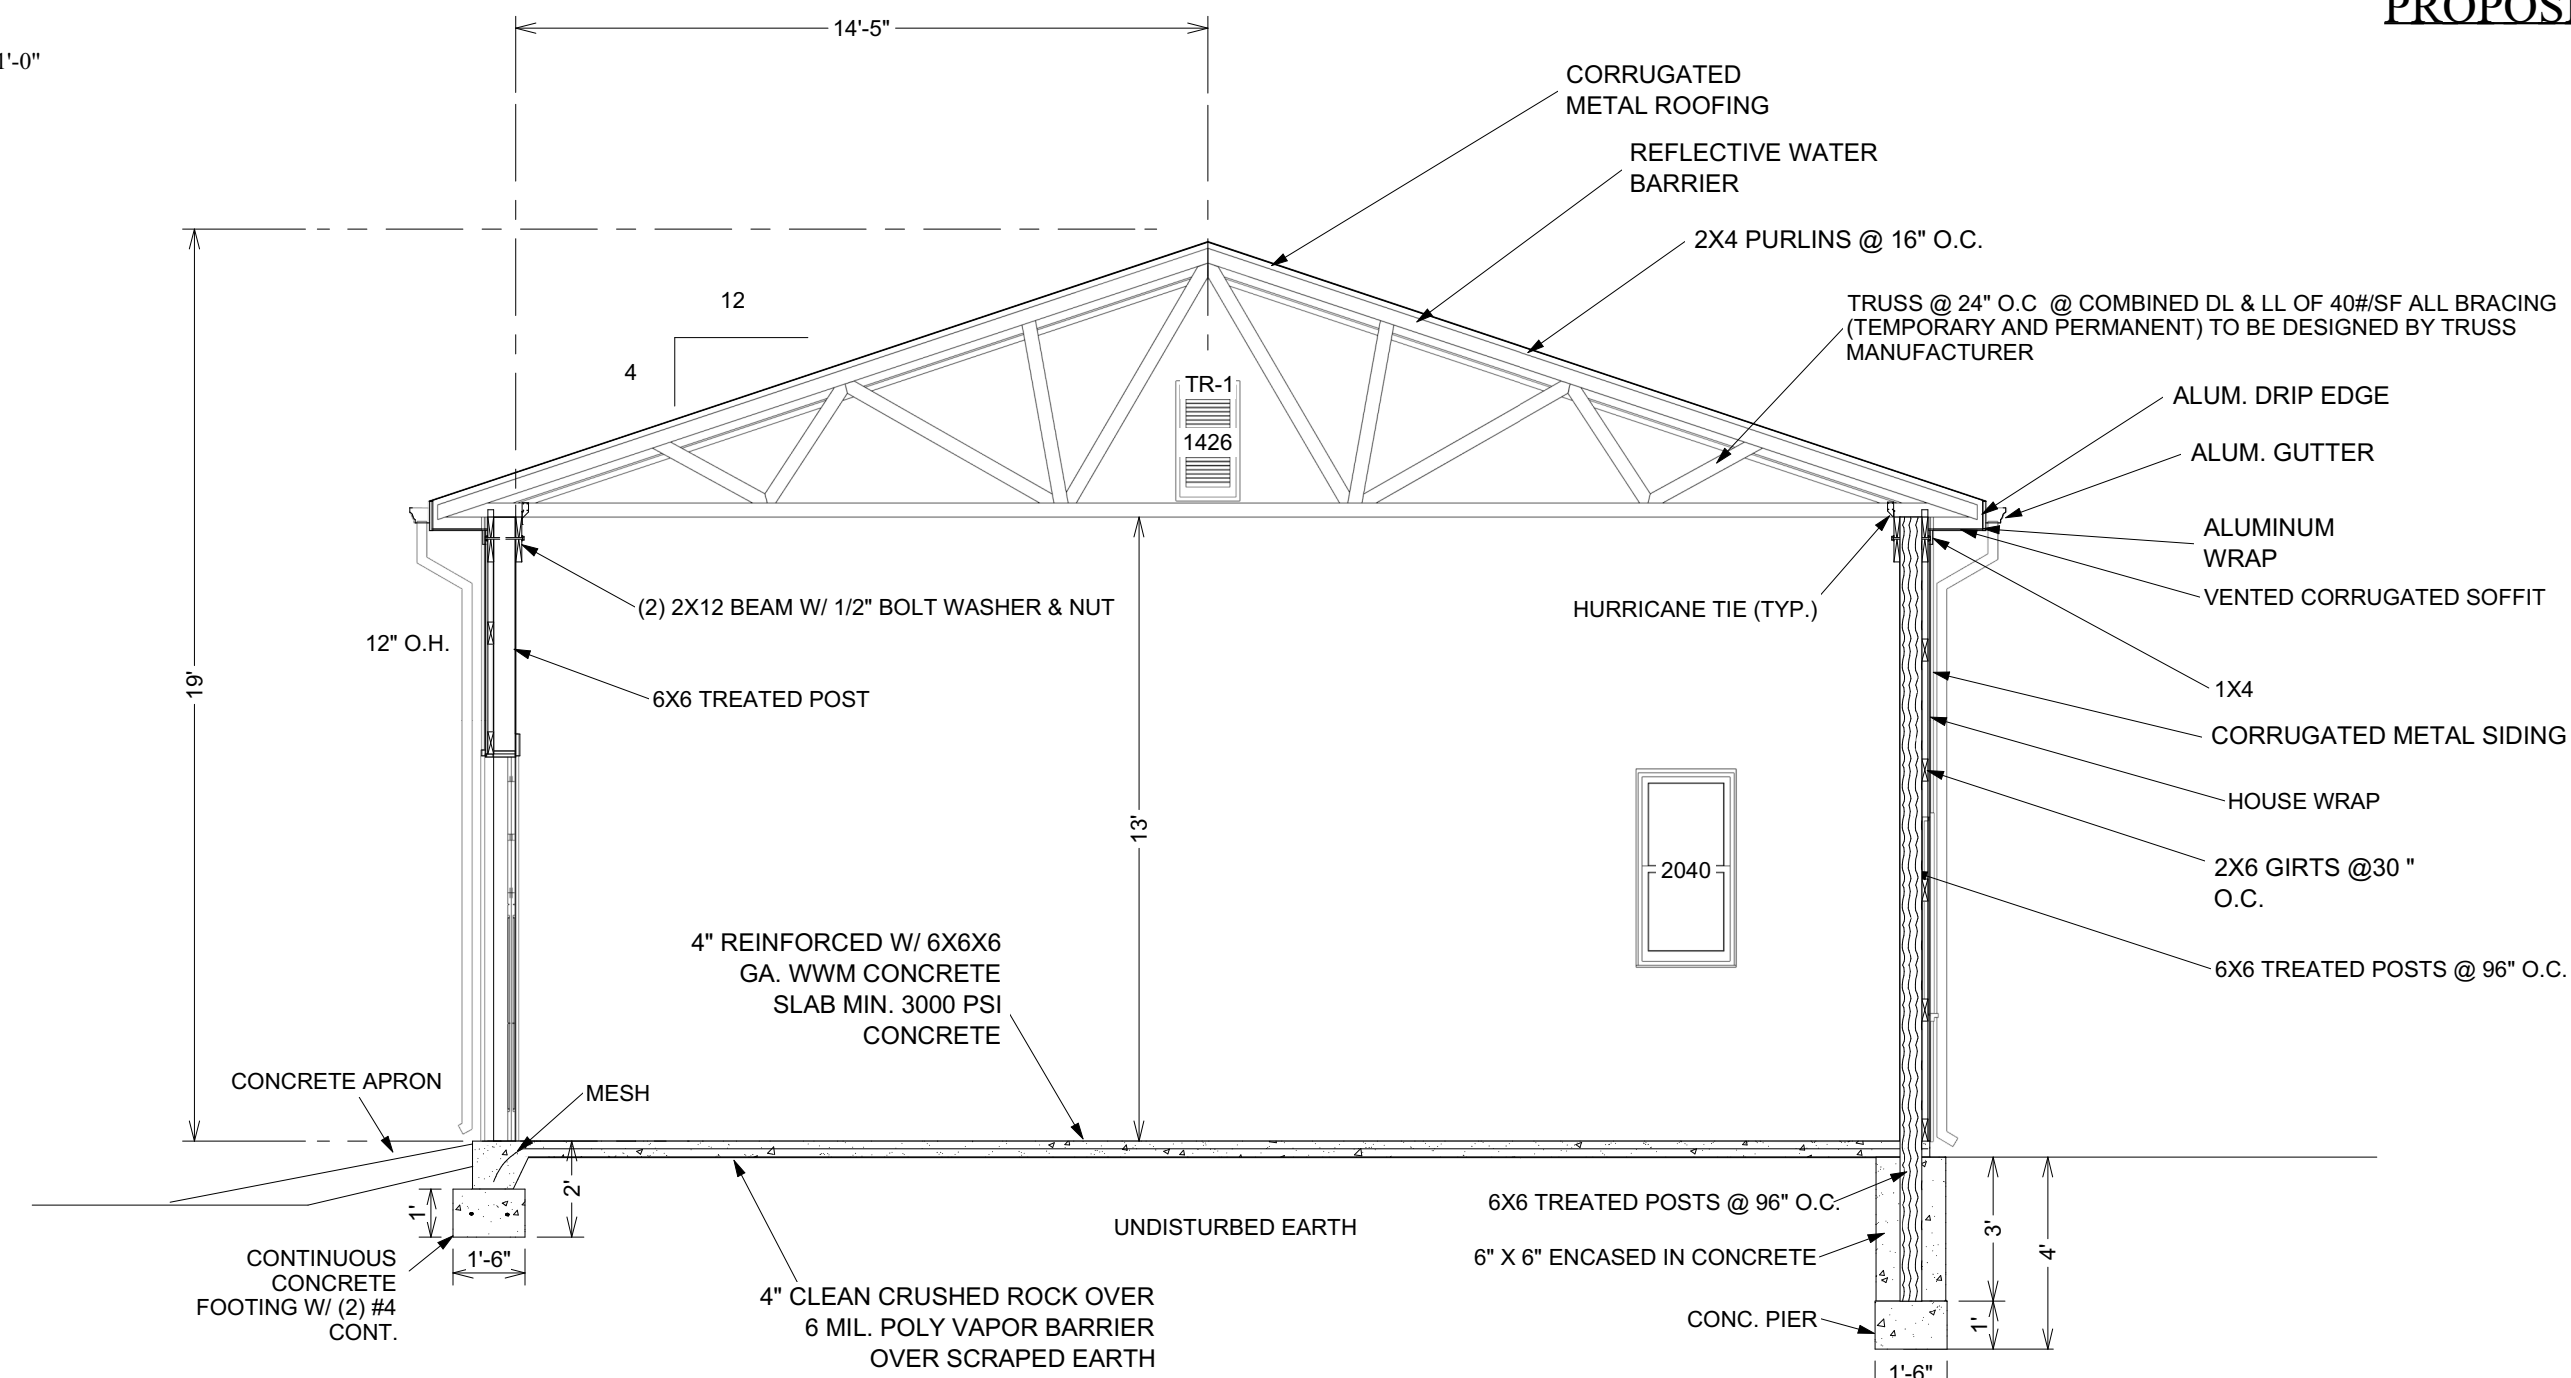 PROPOS
1'-0"
14'-5"
CORRUGATED
METAL ROOFING
REFLECTIVE WATER
BARRIER
2X4 PURLINS @ 16" O.C.
12
4
TRUSS @ 24" O.C @ COMBINED DL & LL OF 40#/SF ALL BRACING
(TEMPORARY AND PERMANENT) TO BE DESIGNED BY TRUSS
MANUFACTURER
TR-1
1426
ALUM. DRIP EDGE
ALUM. GUTTER
ALUMINUM
WRAP
VENTED CORRUGATED SOFFIT
(2) 2X12 BEAM W/ 1/2" BOLT WASHER & NUT
HURRICANE TIE (TYP.)
12" O.H.
19'
6X6 TREATED POST
1X4
CORRUGATED METAL SIDING
HOUSE WRAP
13'
2040
2X6 GIRTS @30 "
O.C.
6X6 TREATED POSTS @ 96" O.C.
4" REINFORCED W/ 6X6X6
GA. WWM CONCRETE
SLAB MIN. 3000 PSI
CONCRETE
CONCRETE APRON
MESH
2'
1'
1'-6"
CONTINUOUS
CONCRETE
FOOTING W/ (2) #4
CONT.
4" CLEAN CRUSHED ROCK OVER
6 MIL. POLY VAPOR BARRIER
OVER SCRAPED EARTH
UNDISTURBED EARTH
6X6 TREATED POSTS @ 96" O.C.
6" X 6" ENCASED IN CONCRETE
CONC. PIER
3'
4'
1'
1'-6"